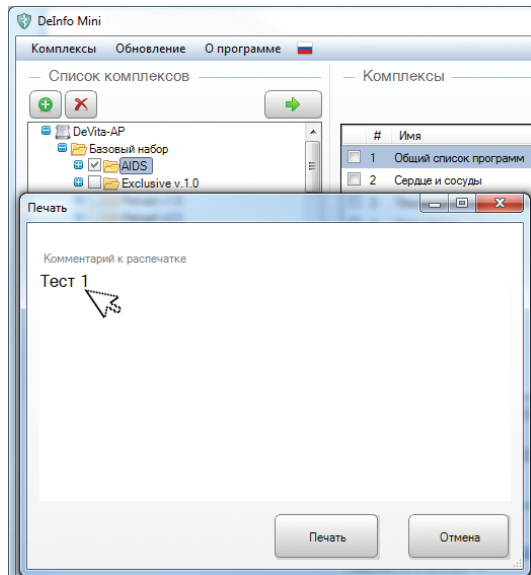 DeInfo Mini
Комплексы Обновление О программе
Список комплексов
Комплексы
DeVita-AP
Базовый набор
AIDS
Exclusive v.1.0
# Имя
1 Общий список программ
2 Сердце и сосуды
Печать
Комментарий к распечатке
Тест 1
Печать Отмена